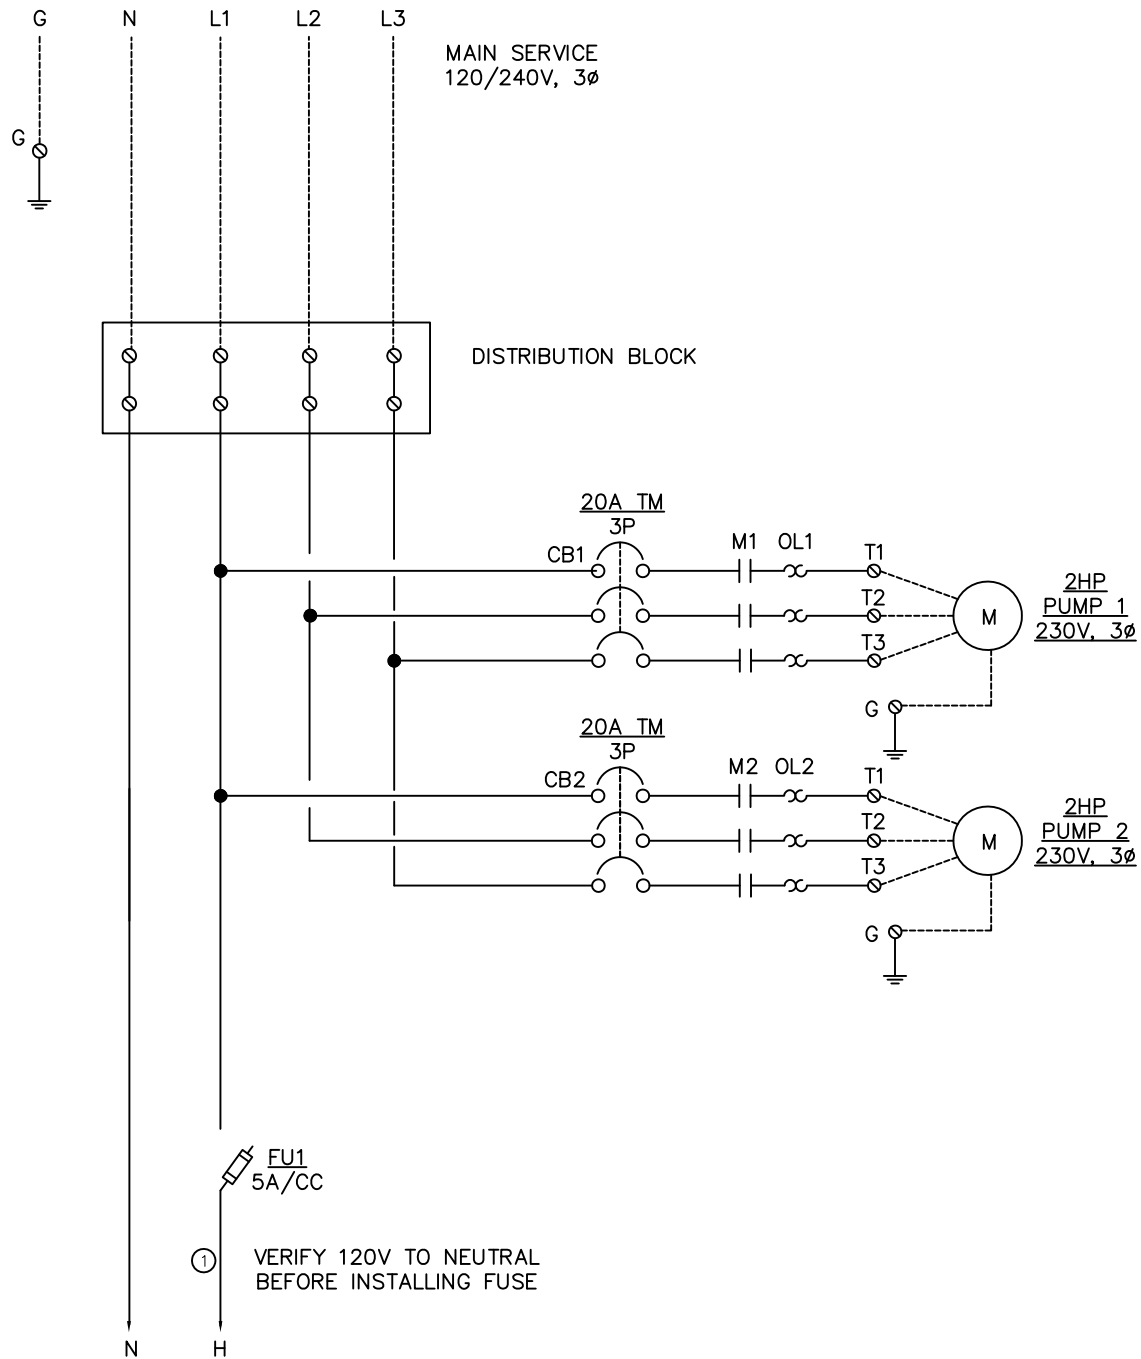 G N L1 L2 L3
MAIN SERVICE
120/240V, 3ø
G
DISTRIBUTION BLOCK
20A TM
3P
CB1
M1 OL1
T1
T2
T3
M
2HP
PUMP 1
230V, 3ø
G
20A TM
3P
CB2
M2 OL2
T1
T2
T3
M
2HP
PUMP 2
230V, 3ø
G
FU1
5A/CC
1
VERIFY 120V TO NEUTRAL
BEFORE INSTALLING FUSE
N H